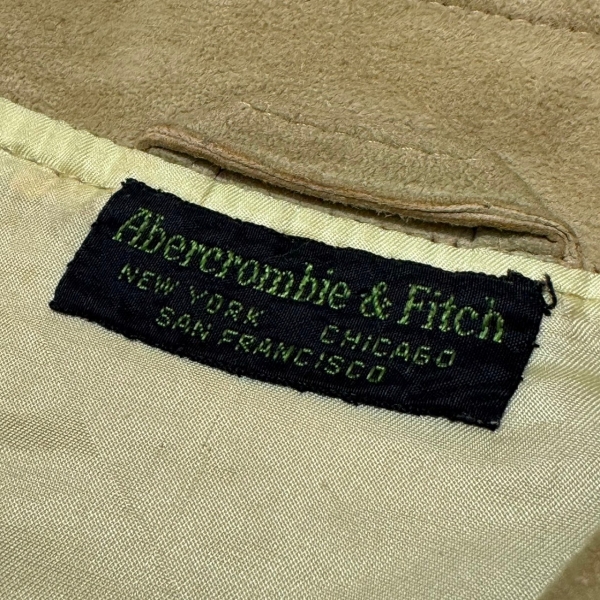 Abercrombie & Fitch
NEW YORK CHICAGO
SAN FRANCISCO